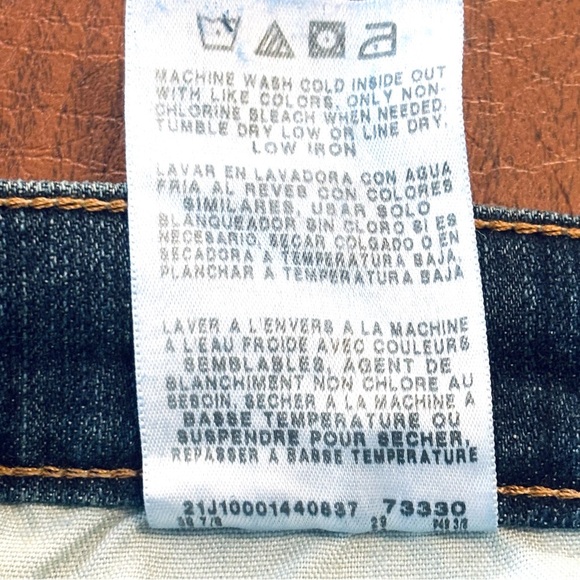 MACHINE WASH COLD INSIDE OUT
WITH LIKE COLORS, ONLY NON-
CHLORINE BLEACH WHEN NEEDED.
TUMBLE DRY LOW OR LINE DRY,
LOW IRON
LAVAR EN LAVADORA CON AGUA
FRIA AL REVES CON COLORES
SIMILARES, USAR SOLO
BLANQUEADOR SIN CLORO SI ES
NECESARIO, SECAR COLGADO O EN
SECADORA A TEMPERATURA BAJA,
PLANCHAR A TEMPERATURA BAJA
LAVER A L'ENVERS A LA MACHINE
A L'EAU FROIDE AVEC COULEURS
SEMBLABLES, AGENT DE
BLANCHIMENT NON CHLORE AU
BESOIN, SECHER A LA MACHINE A
BASSE TEMPERATURE OU
SUSPENDRE POUR SECHER,
REPASSER A BASSE TEMPERATURE
21J10001440837 73330
29